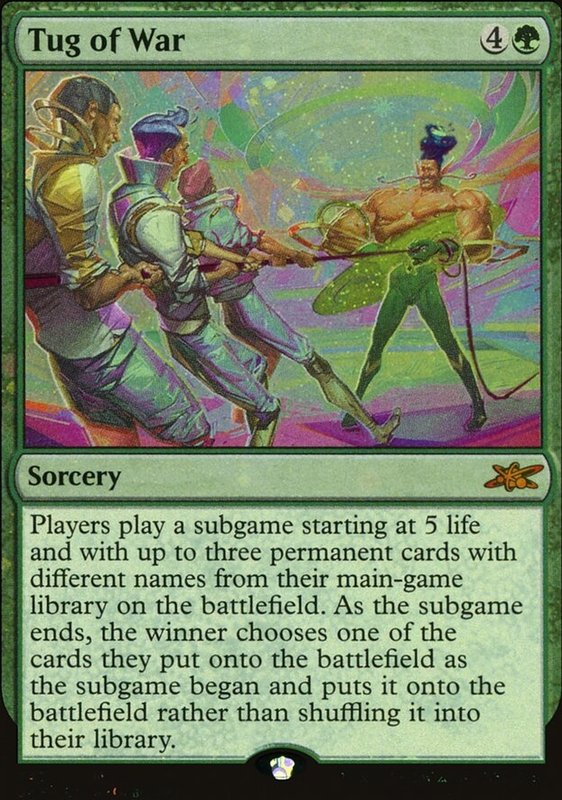 Tug of War 4
Sorcery
Players play a subgame starting at 5 life
and with up to three permanent cards with
different names from their main-game
library on the battlefield. As the subgame
ends, the winner chooses one of the
cards they put onto the battlefield as
the subgame began and puts it onto the
battlefield rather than shuffling it into
their library.